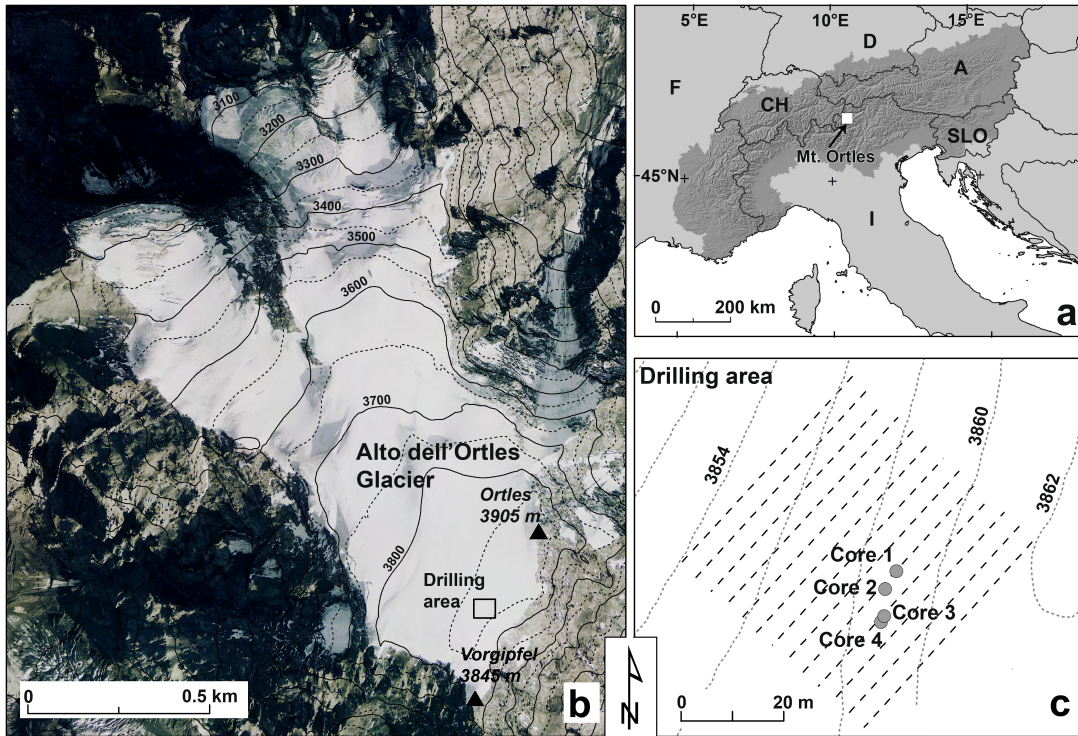 3100
3200
3300
3400
3500
3600
3700
Alto dell'Ortles
Glacier
Ortles
3905 m
3800
Drilling
area
Vorgipfel
3845 m
0
0.5 km
b
N
5°E
10°E
15°E
D
F
A
CH
SLO
Mt. Ortles
45°N
I
0
200 km
a
Drilling area
3854
3860
3862
Core 1
Core 2
Core 3
Core 4
0
20 m
c